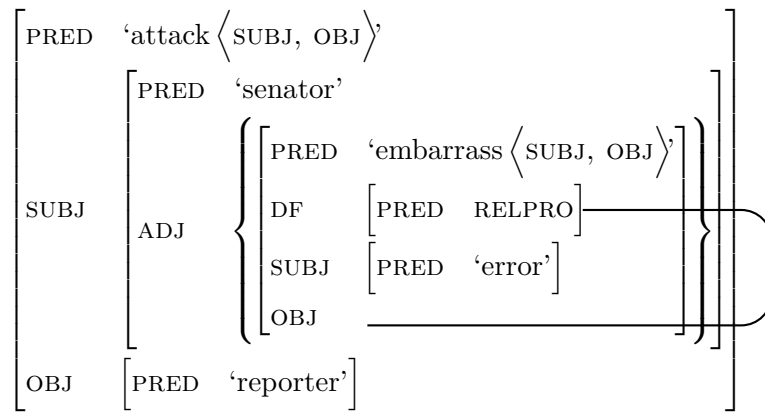 PRED ‘attack⟨SUBJ, OBJ⟩’
PRED ‘senator’
PRED ‘embarrass⟨SUBJ, OBJ⟩’
SUBJ ADJ DF [PRED RELPRO]
SUBJ [PRED ‘error’]
OBJ
OBJ [PRED ‘reporter’]